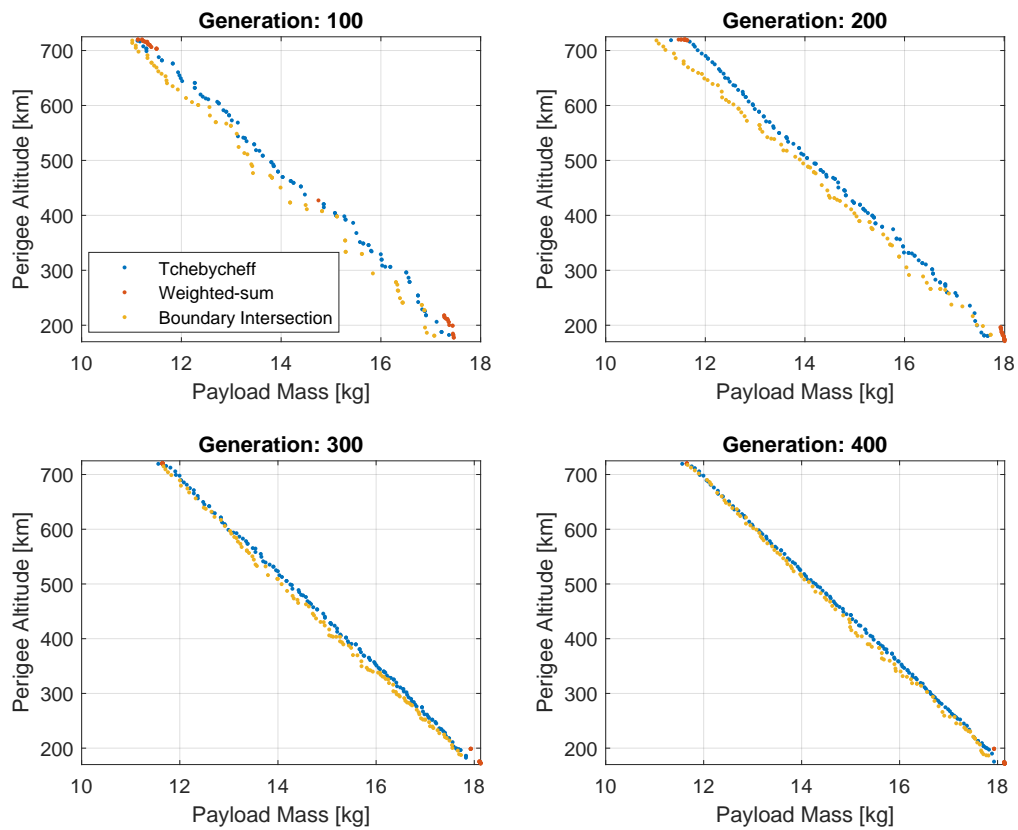 Generation: 100
700
600
500
400
300
200
Perigee Altitude [km]
Tchebycheff
Weighted-sum
Boundary Intersection
10 12 14 16 18
Payload Mass [kg]
Generation: 200
700
600
500
400
300
200
Perigee Altitude [km]
10 12 14 16 18
Payload Mass [kg]
Generation: 300
700
600
500
400
300
200
Perigee Altitude [km]
10 12 14 16 18
Payload Mass [kg]
Generation: 400
700
600
500
400
300
200
Perigee Altitude [km]
10 12 14 16 18
Payload Mass [kg]